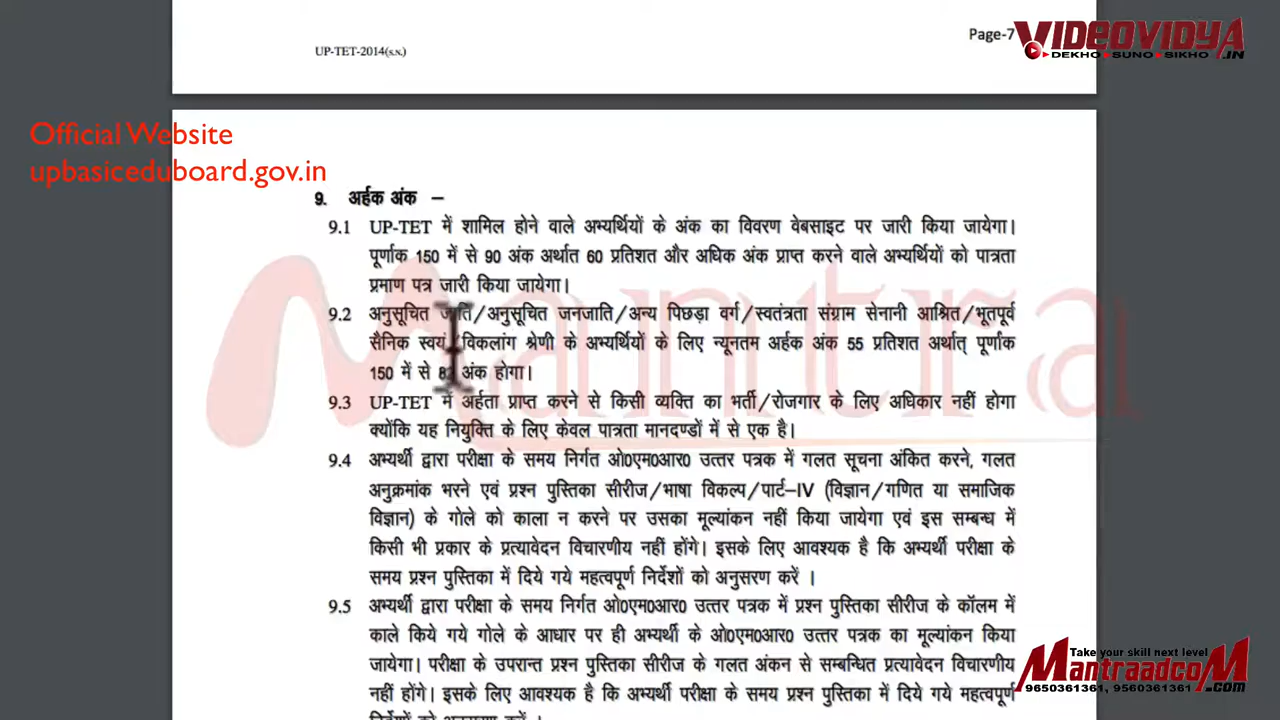 Page-7
UP-TET-2014(s.n.)
VIDEOVIDYA
DEKHO SUNO SIKHO .IN
Official Website
upbasiceduboard.gov.in
9. अर्हक अंक –
9.1 UP-TET में शामिल होने वाले अभ्यर्थियों के अंक का विवरण वेबसाइट पर जारी किया जायेगा।
पूर्णाक 150 में से 90 अंक अर्थात 60 प्रतिशत और अधिक अंक प्राप्त करने वाले अभ्यर्थियों को पात्रता
प्रमाण पत्र जारी किया जायेगा।
9.2 अनुसूचित जाति/अनुसूचित जनजाति/अन्य पिछड़ा वर्ग/स्वतंत्रता संग्राम सेनानी आश्रित/भूतपूर्व
सैनिक स्वयं/विकलांग श्रेणी के अभ्यर्थियों के लिए न्यूनतम अर्हक अंक 55 प्रतिशत अर्थात् पूर्णांक
150 में से अंक होगा।
9.3 UP-TET में अर्हता प्राप्त करने से किसी व्यक्ति का भर्ती/रोजगार के लिए अधिकार नहीं होगा
क्योंकि यह नियुक्ति के लिए केवल पात्रता मानदण्डों में से एक है।
9.4 अभ्यर्थी द्वारा परीक्षा के समय निर्गत ओ0एम0आर0 उत्तर पत्रक में गलत सूचना अंकित करने, गलत
अनुक्रमांक भरने एवं प्रश्न पुस्तिका सीरीज/भाषा विकल्प/पार्ट–IV (विज्ञान/गणित या समाजिक
विज्ञान) के गोले को काला न करने पर उसका मूल्यांकन नहीं किया जायेगा एवं इस सम्बन्ध में
किसी भी प्रकार के प्रत्यावेदन विचारणीय नहीं होंगे। इसके लिए आवश्यक है कि अभ्यर्थी परीक्षा के
समय प्रश्न पुस्तिका में दिये गये महत्वपूर्ण निर्देशों को अनुसरण करें ।
9.5 अभ्यर्थी द्वारा परीक्षा के समय निर्गत ओ0एम0आर0 उत्तर पत्रक में प्रश्न पुस्तिका सीरीज के कॉलम में
काले किये गये गोले के आधार पर ही अभ्यर्थी के ओ0एम0आर0 उत्तर पत्रक का मूल्यांकन किया
जायेगा। परीक्षा के उपरान्त प्रश्न पुस्तिका सीरीज के गलत अंकन से सम्बन्धित प्रत्यावेदन विचारणीय
नहीं होंगे। इसके लिए आवश्यक है कि अभ्यर्थी परीक्षा के समय प्रश्न पुस्तिका में दिये गये महत्वपूर्ण
Mantra
Take your skill next level
MantraadcoM
9650361361, 9560361361 .com